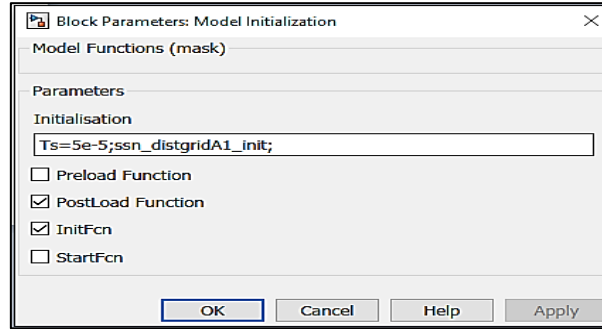 Block Parameters: Model Initialization
Model Functions (mask)
Parameters
Initialisation
Ts=5e-5;ssn_distgridA1_init;
Preload Function
PostLoad Function
InitFcn
StartFcn
OK Cancel Help Apply